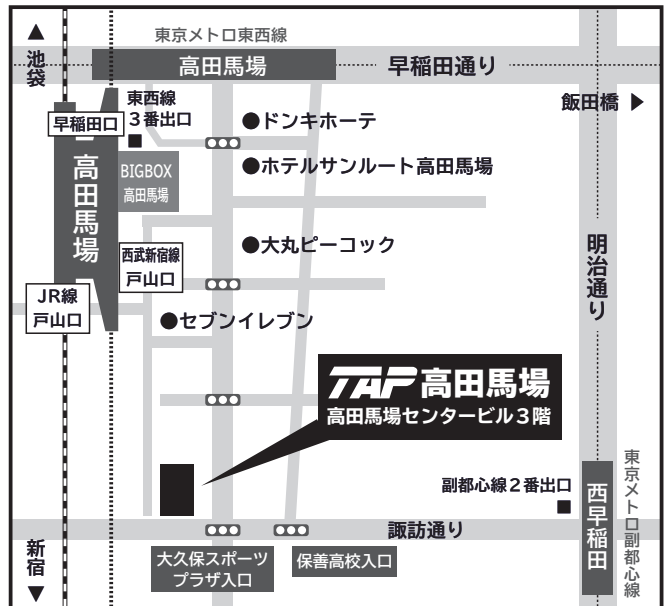 東京メトロ東西線
▲
池袋
高田馬場
早稲田通り
飯田橋 ▶
東西線
3番出口
■
早稲田口
●ドンキホーテ
高田馬場
BIGBOX
高田馬場
●ホテルサンルート高田馬場
西武新宿線
戸山口
●大丸ピーコック
明治通り
JR線
戸山口
●セブンイレブン
TAP 高田馬場
高田馬場センタービル3階
副都心線2番出口
■
西早稲田
東京メトロ副都心線
諏訪通り
新宿
▼
大久保スポーツ
プラザ入口
保善高校入口